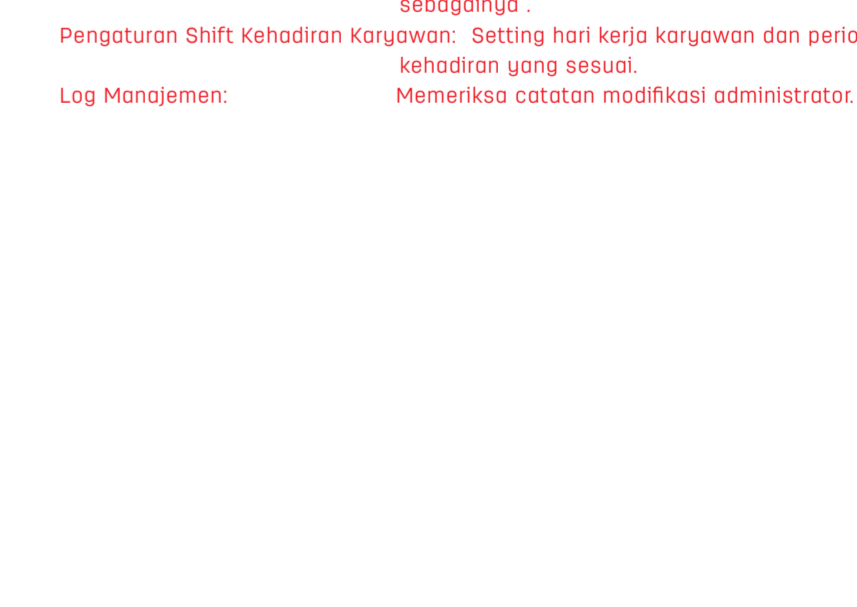 sebagainya .
Pengaturan Shift Kehadiran Karyawan: Setting hari kerja karyawan dan perio
kehadiran yang sesuai.
Log Manajemen: Memeriksa catatan modifikasi administrator.